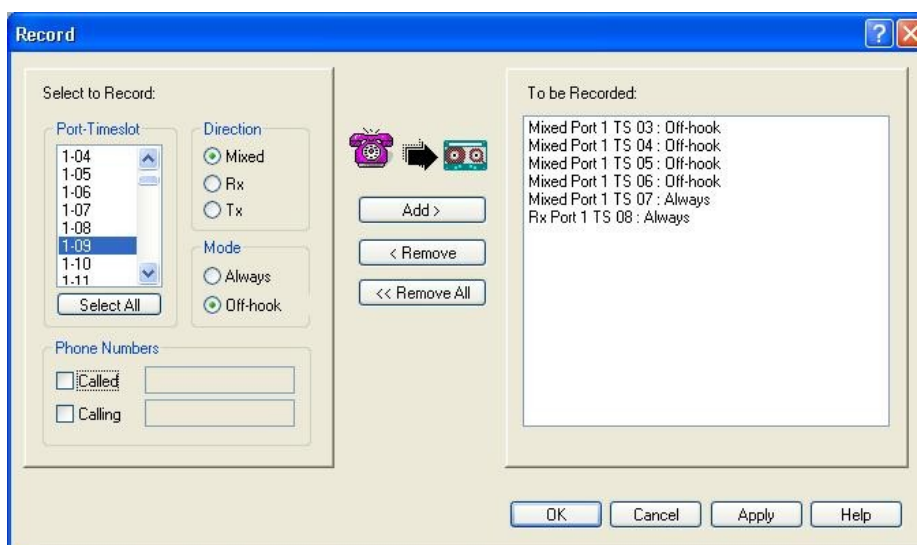 Record
Select to Record:
Port-Timeslot
1-04
1-05
1-06
1-07
1-08
1-09
1-10
1-11
Select All
Direction
Mixed
Rx
Tx
Mode
Always
Off-hook
Phone Numbers
Called
Calling
Add >
< Remove
<< Remove All
To be Recorded:
Mixed Port 1 TS 03 : Off-hook
Mixed Port 1 TS 04 : Off-hook
Mixed Port 1 TS 05 : Off-hook
Mixed Port 1 TS 06 : Off-hook
Mixed Port 1 TS 07 : Always
Rx Port 1 TS 08 : Always
OK
Cancel
Apply
Help